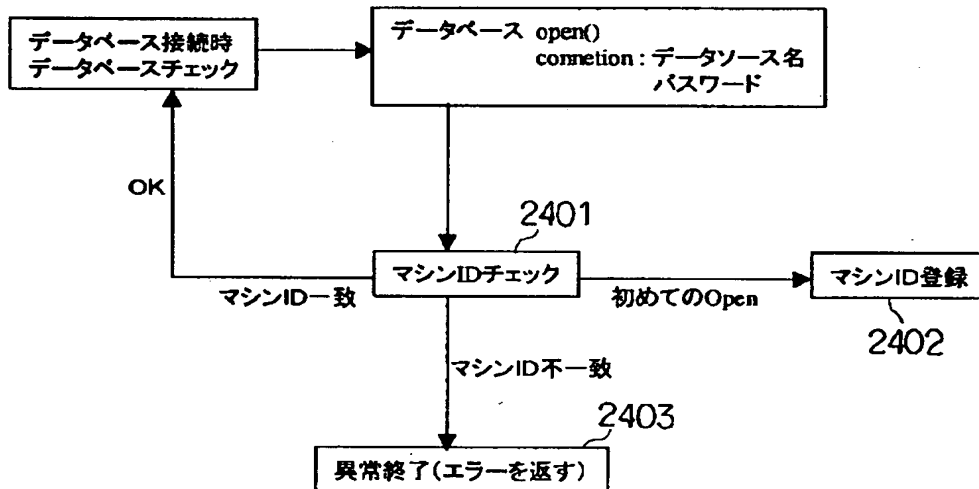 データベース接続時
データベースチェック
データベース open()
connetion : データソース名
パスワード
OK
2401
マシンIDチェック
マシンID一致
初めてのOpen
マシンID登録
2402
マシンID不一致
2403
異常終了(エラーを返す)